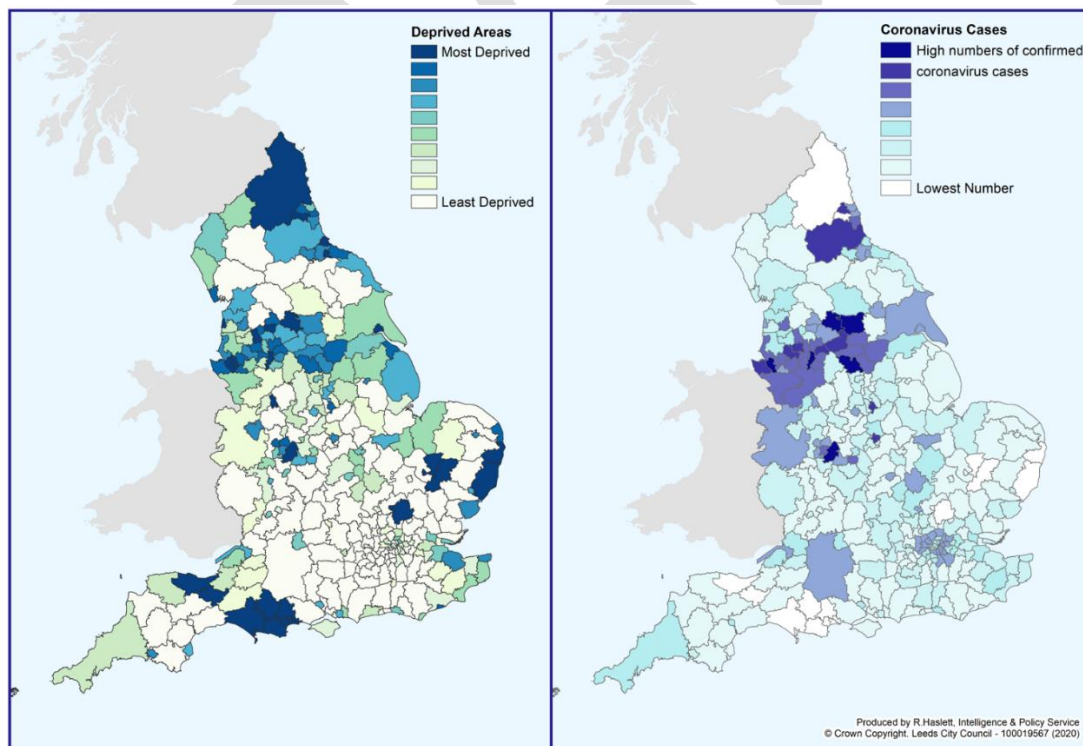 Deprived Areas
Most Deprived
Least Deprived
Coronavirus Cases
High numbers of confirmed
coronavirus cases
Lowest Number
Produced by R.Haslett, Intelligence & Policy Service
© Crown Copyright. Leeds City Council - 100019567 (2020)